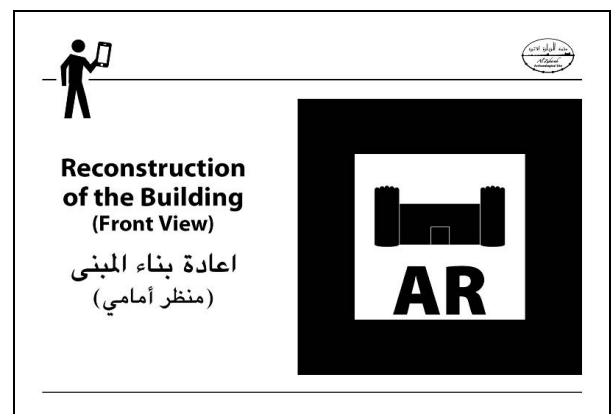 Reconstruction
of the Building
(Front View)
اعادة بناء المبنى
(منظر أمامي)
AR